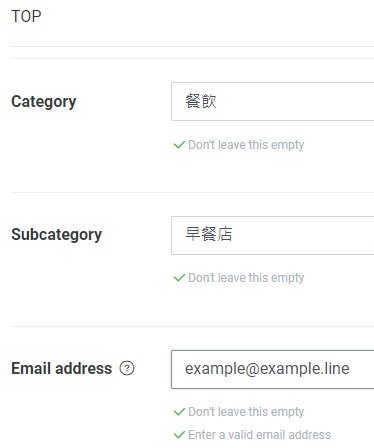 TOP
Category
餐飲
Don't leave this empty
Subcategory
早餐店
Don't leave this empty
Email address ?
example@example.line
Don't leave this empty
Enter a valid email address